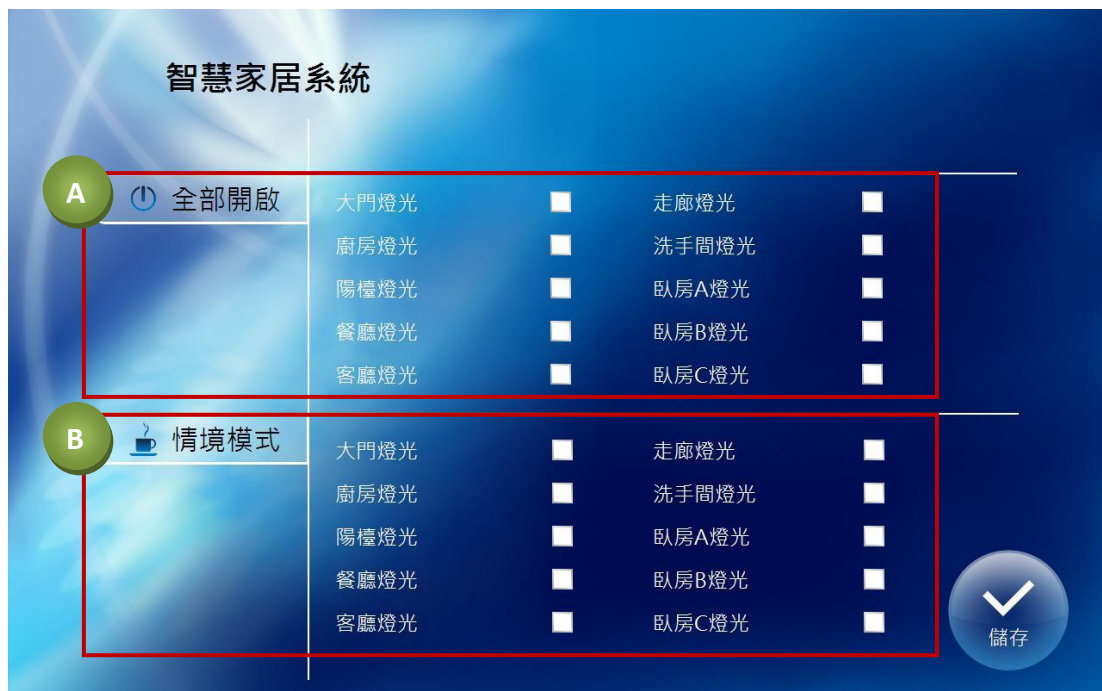 智慧家居系統
A
全部開啟
大門燈光 走廊燈光
廚房燈光 洗手間燈光
陽檯燈光 臥房A燈光
餐廳燈光 臥房B燈光
客廳燈光 臥房C燈光
B
情境模式
大門燈光 走廊燈光
廚房燈光 洗手間燈光
陽檯燈光 臥房A燈光
餐廳燈光 臥房B燈光
客廳燈光 臥房C燈光
儲存